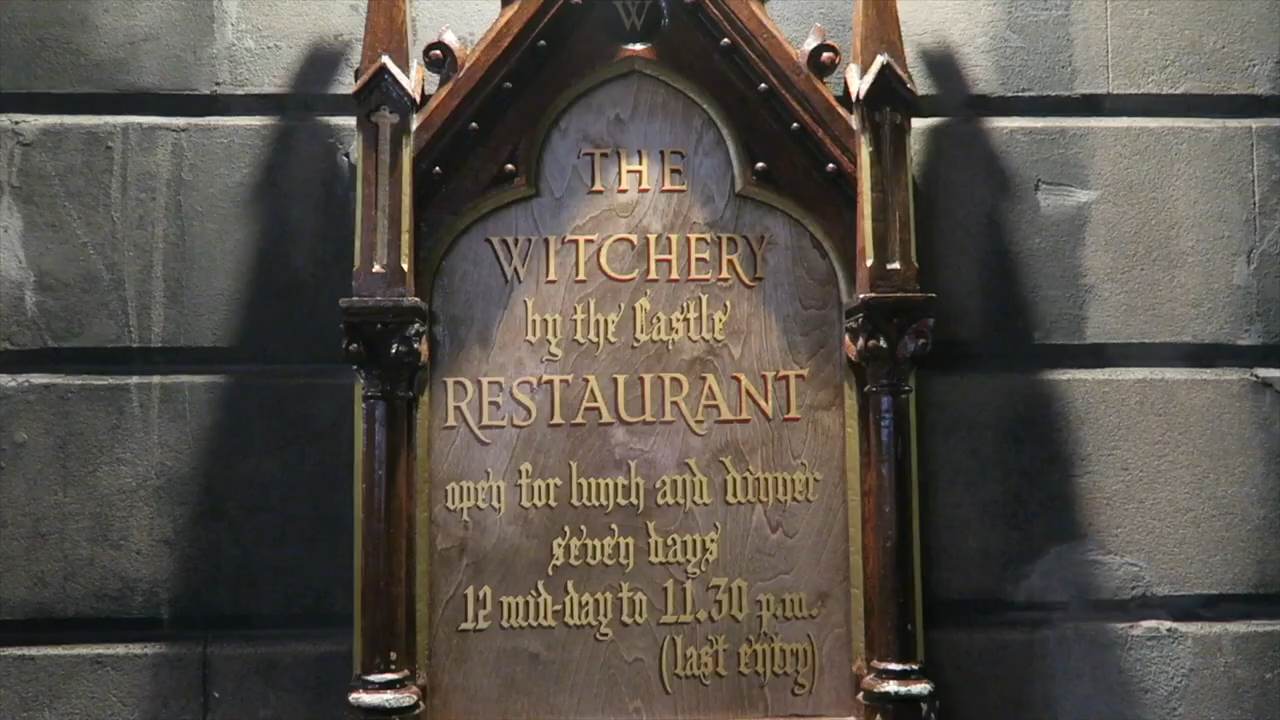 W
THE
WITCHERY
by the Castle
RESTAURANT
open for lunch and dinner
seven days
12 mid-day to 11.30 p.m.
(last entry)